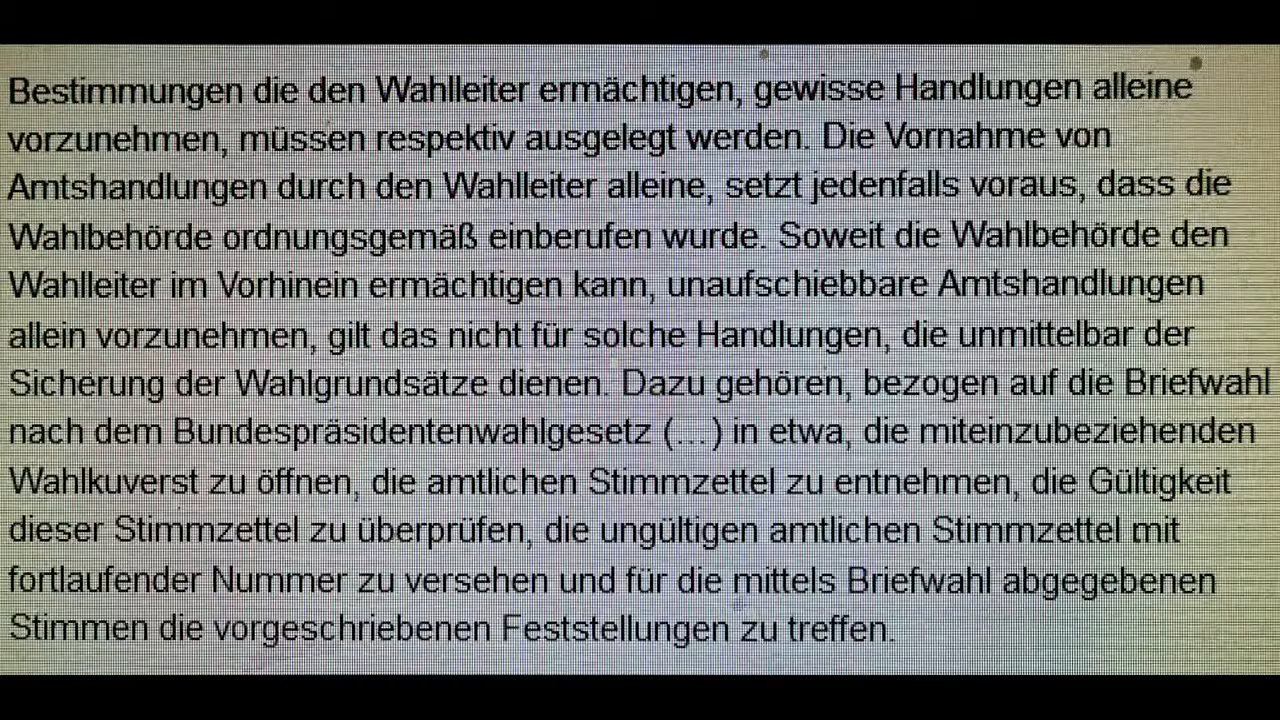 Bestimmungen die den Wahlleiter ermächtigen, gewisse Handlungen alleine
vorzunehmen, müssen respektiv ausgelegt werden. Die Vornahme von
Amtshandlungen durch den Wahlleiter alleine, setzt jedenfalls voraus, dass die
Wahlbehörde ordnungsgemäß einberufen wurde. Soweit die Wahlbehörde den
Wahlleiter im Vorhinein ermächtigen kann, unaufschiebbare Amtshandlungen
allein vorzunehmen, gilt das nicht für solche Handlungen, die unmittelbar der
Sicherung der Wahlgrundsätze dienen. Dazu gehören, bezogen auf die Briefwahl
nach dem Bundespräsidentenwahlgesetz (...) in etwa, die miteinzubeziehenden
Wahlkuverst zu öffnen, die amtlichen Stimmzettel zu entnehmen, die Gültigkeit
dieser Stimmzettel zu überprüfen, die ungültigen amtlichen Stimmzettel mit
fortlaufender Nummer zu versehen und für die mittels Briefwahl abgegebenen
Stimmen die vorgeschriebenen Feststellungen zu treffen.